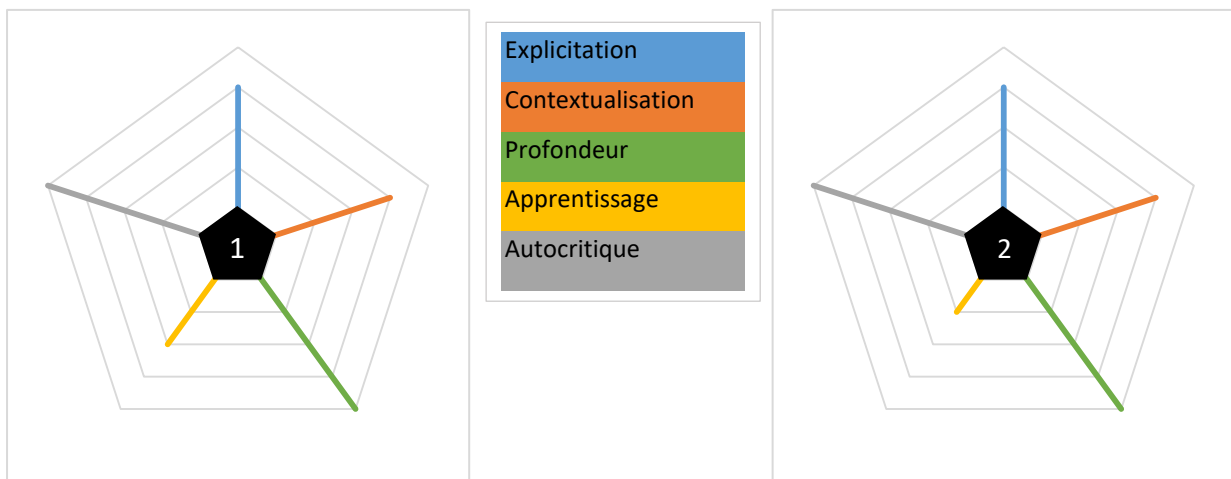 1
Explicitation
Contextualisation
Profondeur
Apprentissage
Autocritique
2